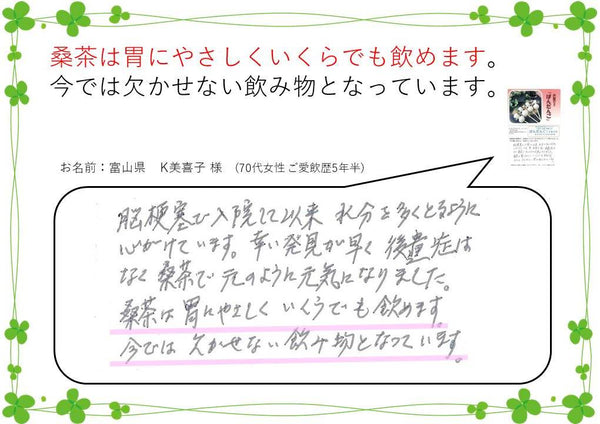 桑茶は胃にやさしくいくらでも飲めます。
今では欠かせない飲み物となっています。
お名前：富山県　K美喜子 様　(70代女性 ご愛飲歴5年半)
脳梗塞で入院して以来 水分を多くとるように
心がけています。幸い発見が早く 後遺症は
なく 桑茶で元のように元気になりました。
桑茶は 胃にやさしく いくらでも飲めます。
今では 欠かせない 飲み物となっています。